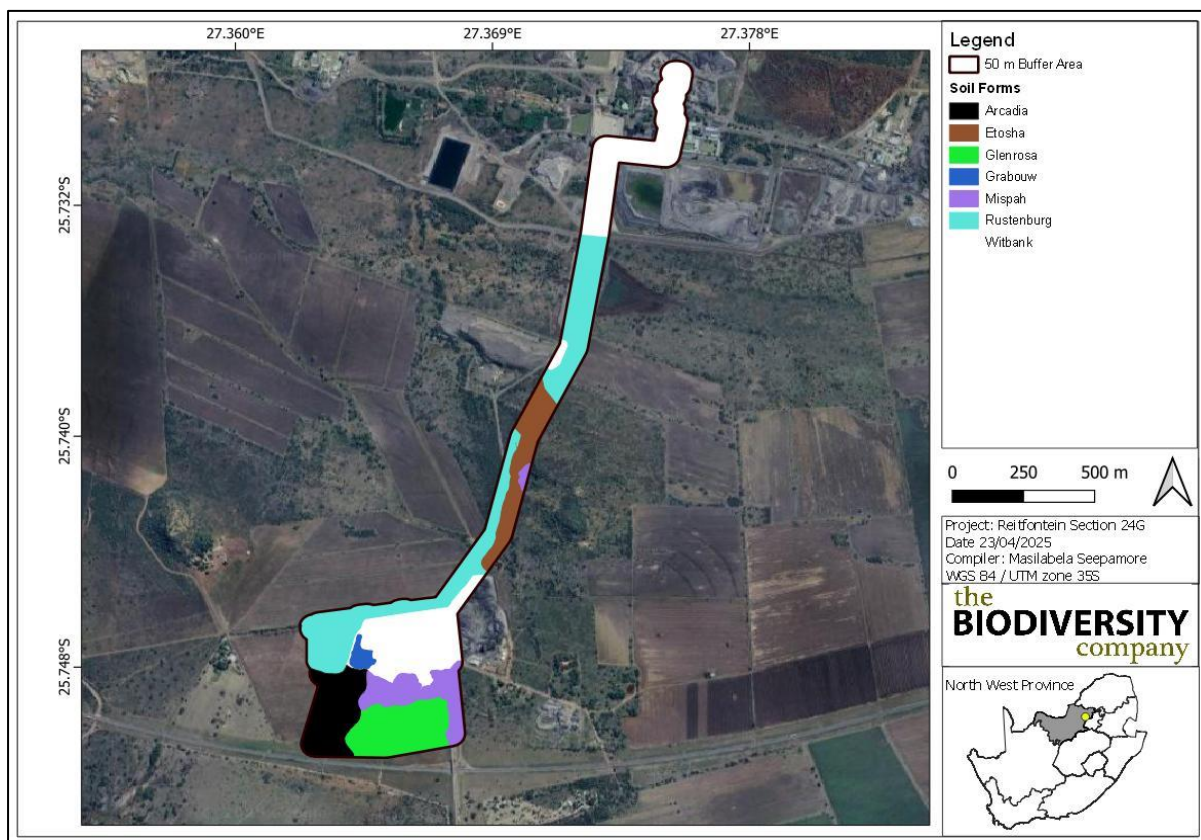 27.360°E
27.369°E
27.378°E
25.732°S
25.740°S
25.748°S
Legend
50 m Buffer Area
Soil Forms
Arcadia
Etosha
Glenrosa
Grabouw
Mispah
Rustenburg
Witbank
0 250 500 m
Project: Reitfontein Section 24G
Date 23/04/2025
Compiler: Masilabela Seepamore
WGS 84 / UTM zone 35S
the
BIODIVERSITY
company
North West Province